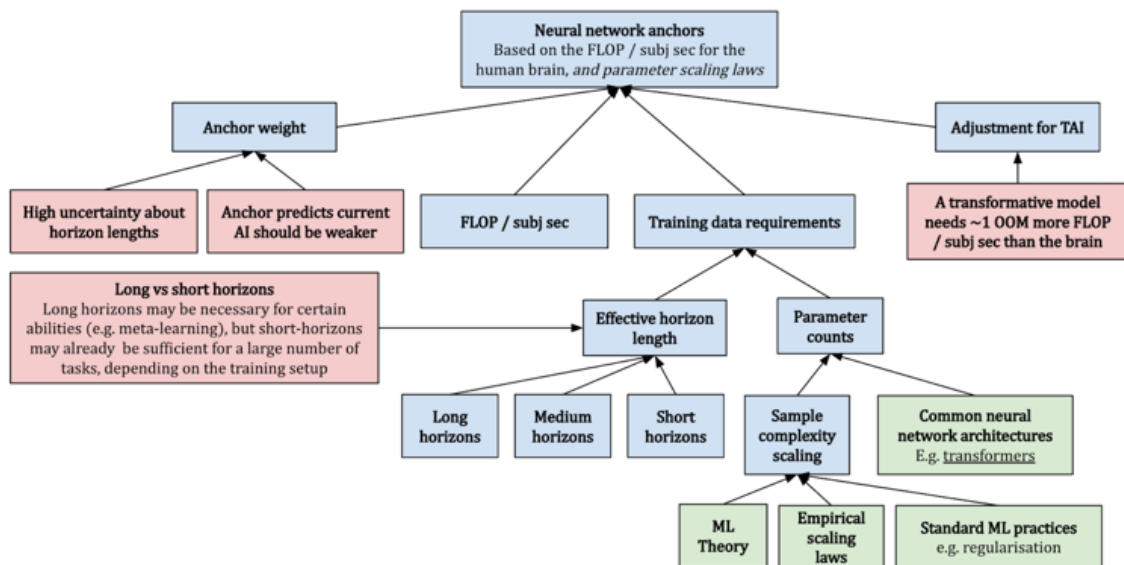 Neural network anchors
Based on the FLOP / subj sec for the
human brain, and parameter scaling laws
Anchor weight
Adjustment for TAI
High uncertainty about
horizon lengths
Anchor predicts current
AI should be weaker
FLOP / subj sec
Training data requirements
A transformative model
needs ~1 OOM more FLOP
/ subj sec than the brain
Long vs short horizons
Long horizons may be necessary for certain
abilities (e.g. meta-learning), but short-horizons
may already be sufficient for a large number of
tasks, depending on the training setup
Effective horizon
length
Parameter
counts
Long
horizons
Medium
horizons
Short
horizons
Sample
complexity
scaling
Common neural
network architectures
E.g. transformers
ML
Theory
Empirical
scaling
laws
Standard ML practices
e.g. regularisation